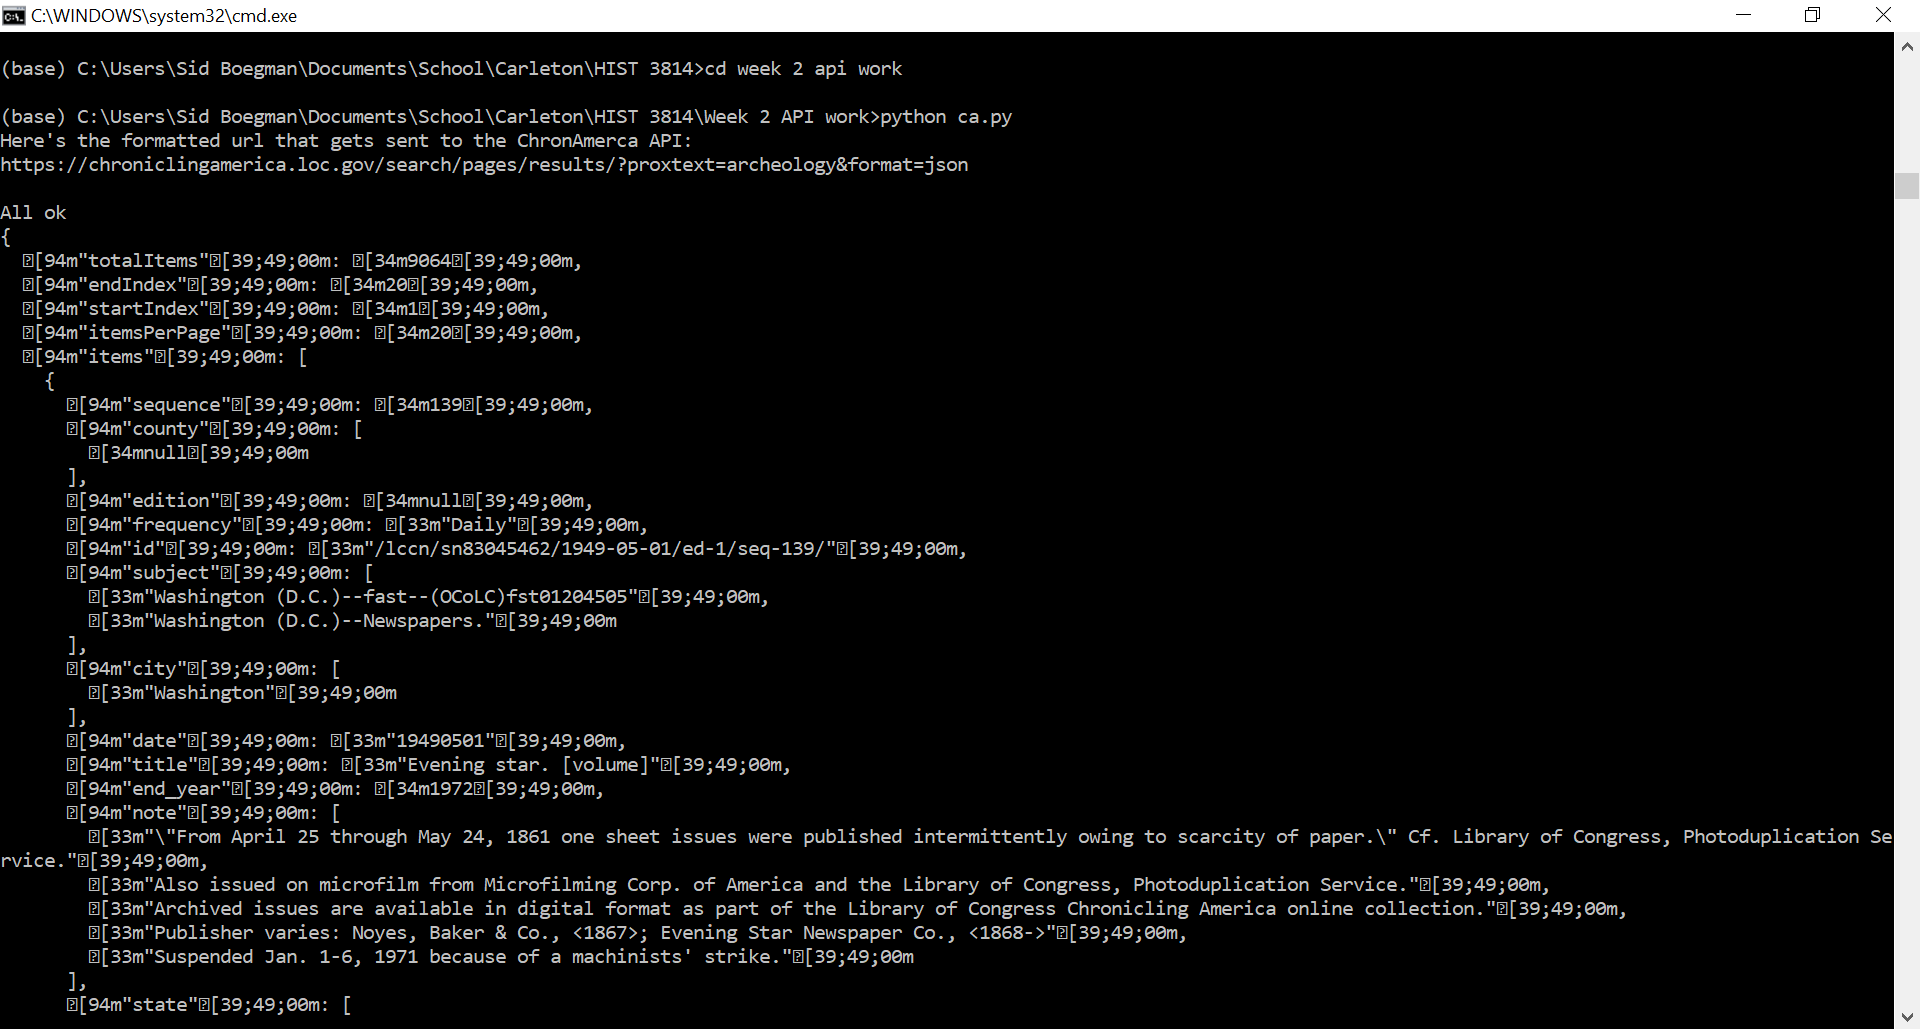 C:\WINDOWS\system32\cmd.exe
(base) C:\Users\Sid Boegman\Documents\School\Carleton\HIST 3814>cd week 2 api work
(base) C:\Users\Sid Boegman\Documents\School\Carleton\HIST 3814\Week 2 API work>python ca.py
Here's the formatted url that gets sent to the ChronAmerca API:
https://chroniclingamerica.loc.gov/search/pages/results/?proxtext=archeology&format=json
All ok
{
  ⍰[94m"totalItems"⍰[39;49;00m: ⍰[34m9064⍰[39;49;00m,
  ⍰[94m"endIndex"⍰[39;49;00m: ⍰[34m20⍰[39;49;00m,
  ⍰[94m"startIndex"⍰[39;49;00m: ⍰[34m1⍰[39;49;00m,
  ⍰[94m"itemsPerPage"⍰[39;49;00m: ⍰[34m20⍰[39;49;00m,
  ⍰[94m"items"⍰[39;49;00m: [
    {
      ⍰[94m"sequence"⍰[39;49;00m: ⍰[34m139⍰[39;49;00m,
      ⍰[94m"county"⍰[39;49;00m: [
        ⍰[34mnull⍰[39;49;00m
      ],
      ⍰[94m"edition"⍰[39;49;00m: ⍰[34mnull⍰[39;49;00m,
      ⍰[94m"frequency"⍰[39;49;00m: ⍰[33m"Daily"⍰[39;49;00m,
      ⍰[94m"id"⍰[39;49;00m: ⍰[33m"/lccn/sn83045462/1949-05-01/ed-1/seq-139/"⍰[39;49;00m,
      ⍰[94m"subject"⍰[39;49;00m: [
        ⍰[33m"Washington (D.C.)--fast--(OCoLC)fst01204505"⍰[39;49;00m,
        ⍰[33m"Washington (D.C.)--Newspapers."⍰[39;49;00m
      ],
      ⍰[94m"city"⍰[39;49;00m: [
        ⍰[33m"Washington"⍰[39;49;00m
      ],
      ⍰[94m"date"⍰[39;49;00m: ⍰[33m"19490501"⍰[39;49;00m,
      ⍰[94m"title"⍰[39;49;00m: ⍰[33m"Evening star. [volume]"⍰[39;49;00m,
      ⍰[94m"end_year"⍰[39;49;00m: ⍰[34m1972⍰[39;49;00m,
      ⍰[94m"note"⍰[39;49;00m: [
        ⍰[33m"\"From April 25 through May 24, 1861 one sheet issues were published intermittently owing to scarcity of paper.\" Cf. Library of Congress, Photoduplication Se
rvice."⍰[39;49;00m,
        ⍰[33m"Also issued on microfilm from Microfilming Corp. of America and the Library of Congress, Photoduplication Service."⍰[39;49;00m,
        ⍰[33m"Archived issues are available in digital format as part of the Library of Congress Chronicling America online collection."⍰[39;49;00m,
        ⍰[33m"Publisher varies: Noyes, Baker & Co., <1867>; Evening Star Newspaper Co., <1868->"⍰[39;49;00m,
        ⍰[33m"Suspended Jan. 1-6, 1971 because of a machinists' strike."⍰[39;49;00m
      ],
      ⍰[94m"state"⍰[39;49;00m: [